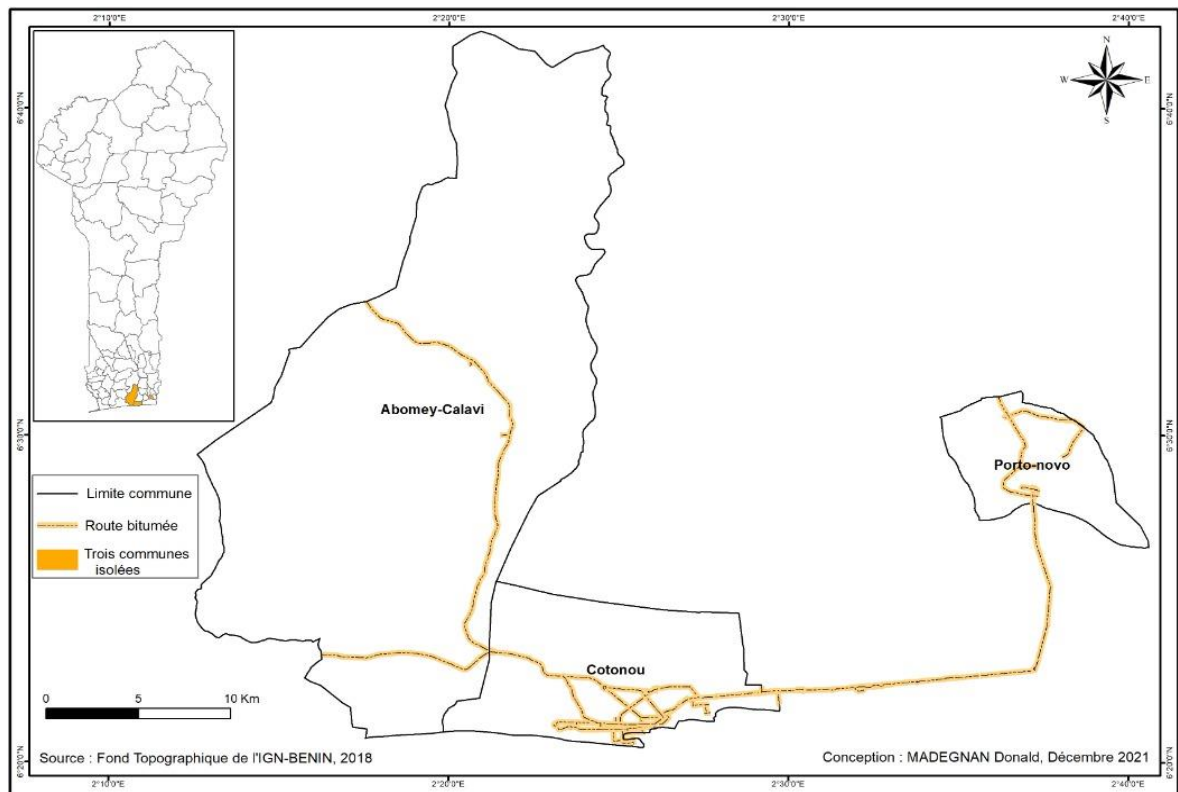 2°10'0"E
2°20'0"E
2°30'0"E
2°40'0"E
N
W
E
S
6°40'0"N
6°40'0"N
Abomey-Calavi
6°30'0"N
6°30'0"N
Porto-novo
Limite commune
Route bitumée
Trois communes
isolées
Cotonou
0
5
10 Km
Source : Fond Topographique de l'IGN-BENIN, 2018
Conception : MADEGNAN Donald, Décembre 2021
6°20'0"N
6°20'0"N
2°10'0"E
2°20'0"E
2°30'0"E
2°40'0"E